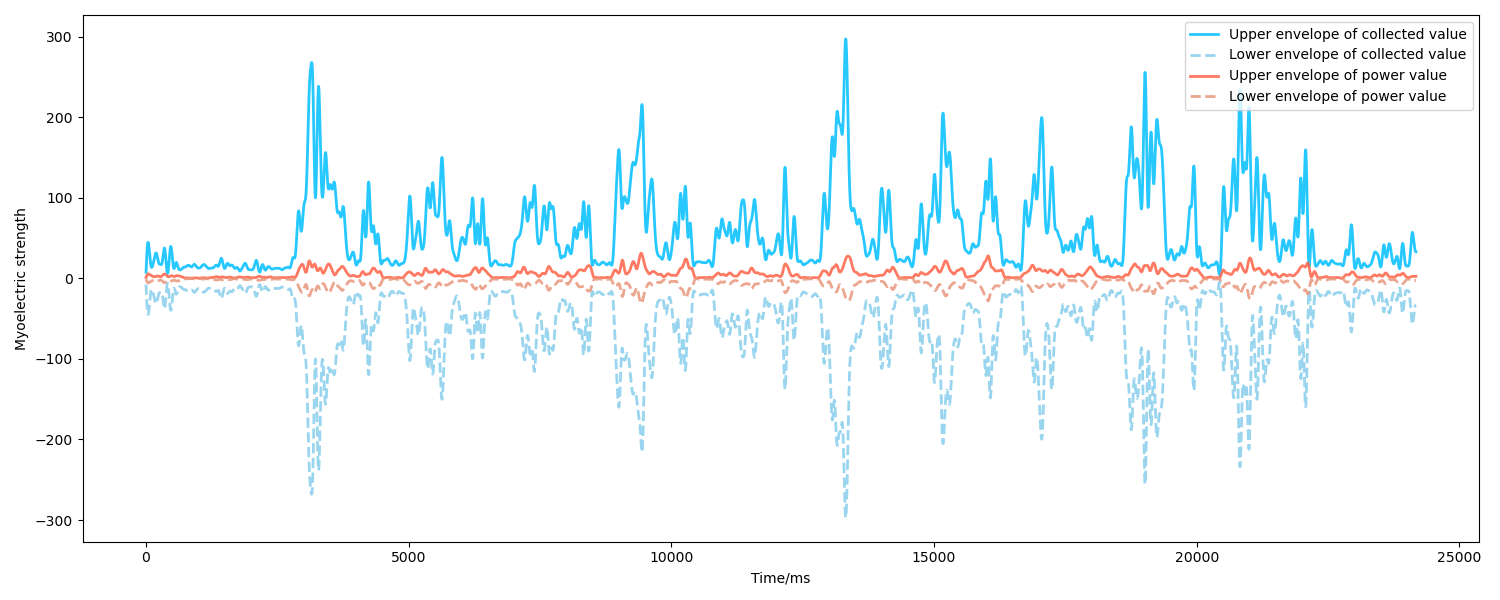 Upper envelope of collected value
Lower envelope of collected value
Upper envelope of power value
Lower envelope of power value
300
200
100
0
−100
−200
−300
Myoelectric strength
0 5000 10000 15000 20000 25000
Time/ms